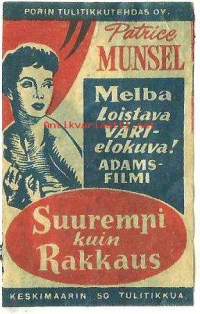 PORIN TULITIKKUTEHDAS OY.
Patrice
MUNSEL
Melba
Loistava
VÄRI-
elokuva!
ADAMS-
FILMI
Suurempi
kuin
Rakkaus
KESKIMÄÄRIN 50 TULITIKKUA